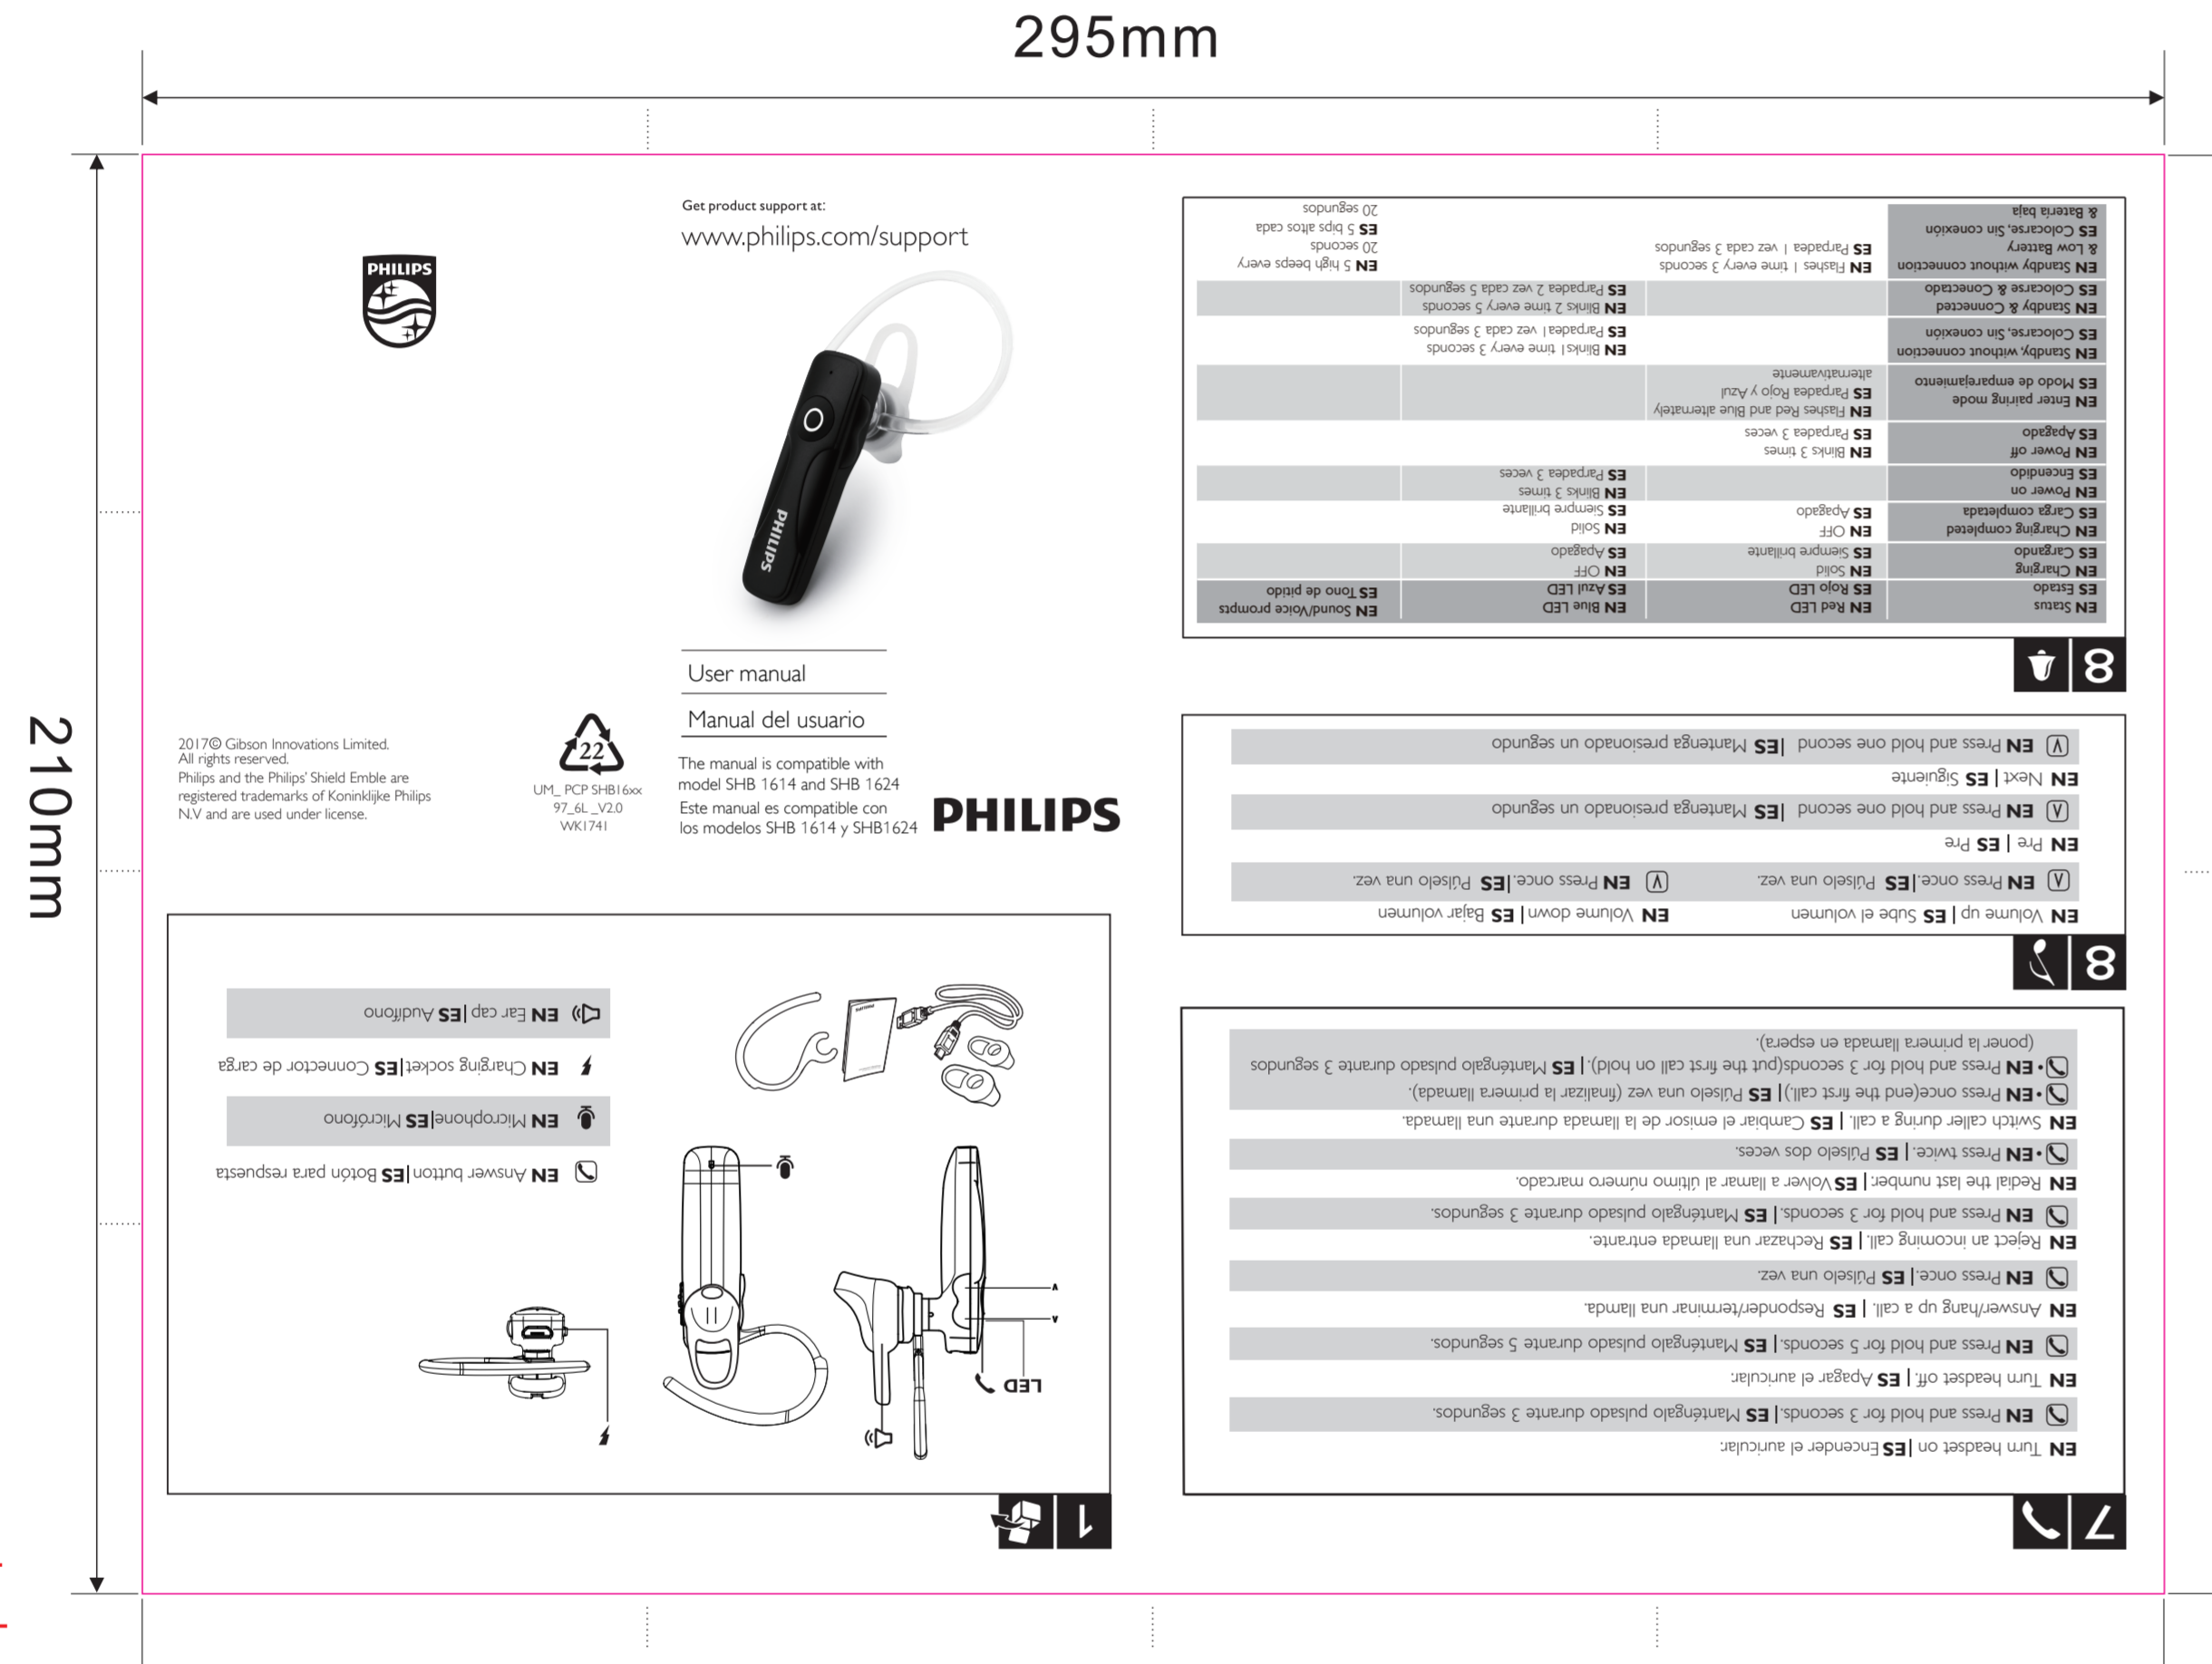 295mm
210mm
PHILIPS
Get product support at:
www.philips.com/support
PHILIPS
User manual
Manual del usuario
The manual is compatible with
model SHB 1614 and SHB 1624
Este manual es compatible con
los modelos SHB 1614 y SHB1624
PHILIPS
2017© Gibson Innovations Limited.
All rights reserved.
Philips and the Philips' Shield Emble are
registered trademarks of Koninklijke Philips
N.V and are used under license.
22
UM_ PCP SHB16xx
97_6L_V2.0
WK1741
1
LED
EN Answer button|ES Botón para respuesta
EN Microphone|ES Micrófono
EN Charging socket|ES Connector de carga
EN Ear cap|ES Audífono
7
EN Turn headset on |ES Encender el auricular.
EN Press and hold for 3 seconds.|ES Manténgalo pulsado durante 3 segundos.
EN Turn headset off. | ES Apagar el auricular.
EN Press and hold for 5 seconds.|ES Manténgalo pulsado durante 5 segundos.
EN Answer/hang up a call. | ES Responder/terminar una llamda.
EN Press once.| ES Púlselo una vez.
EN Reject an incoming call. | ES Rechazar una llamada entrante.
EN Press and hold for 3 seconds.|ES Manténgalo pulsado durante 3 segundos.
EN Redial the last number. | ES Volver a llamar al último número marcado.
•EN Press twice. | ES Púlselo dos veces.
EN Switch caller during a call. | ES Cambiar el emisor de la llamada durante una llamada.
•EN Press once(end the first call.)| ES Púlselo una vez (finalizar la primera llamada).
•EN Press and hold for 3 seconds(put the first call on hold).| ES Manténgalo pulsado durante 3 segundos
(poner la primera llamada en espera).
8
EN Volume up | ES Sube el volumen
EN Volume down | ES Bajar volumen
EN Press once.|ES Púlselo una vez.
EN Press once.|ES Púlselo una vez.
EN Pre | ES Pre
EN Press and hold one second |ES Mantenga presionado un segundo
EN Next | ES Siguiente
EN Press and hold one second |ES Mantenga presionado un segundo
8
EN Status
ES Estado
EN Red LED
ES Rojo LED
EN Blue LED
ES Azul LED
EN Sound/Voice prompts
ES Tono de pitido
EN Charging
ES Cargando
EN Solid
ES Siempre brillante
EN OFF
ES Apagado
EN Charging completed
ES Carga completada
EN OFF
ES Apagado
EN Solid
ES Siempre brillante
EN Power on
ES Encendido
EN Blinks 3 times
ES Parpadea 3 veces
EN Power off
ES Apagado
EN Blinks 3 times
ES Parpadea 3 veces
EN Enter pairing mode
ES Modo de emparejamiento
EN Flashes Red and Blue alternately
ES Parpadea Rojo y Azul
alternativamente
EN Standby, without connection
ES Colocarse, Sin conexión
EN Blinks1 time every 3 seconds
ES Parpadea1 vez cada 3 segundos
EN Standby & Connected
ES Colocarse & Conectado
EN Blinks 2 time every 5 seconds
ES Parpadea 2 vez cada 5 segundos
EN Standby without connection
& Low Battery
ES Colocarse, Sin conexión
& Batería baja
EN Flashes 1 time every 3 seconds
ES Parpadea 1 vez cada 3 segundos
EN 5 high beeps every
20 seconds
ES 5 bips altos cada
20 segundos